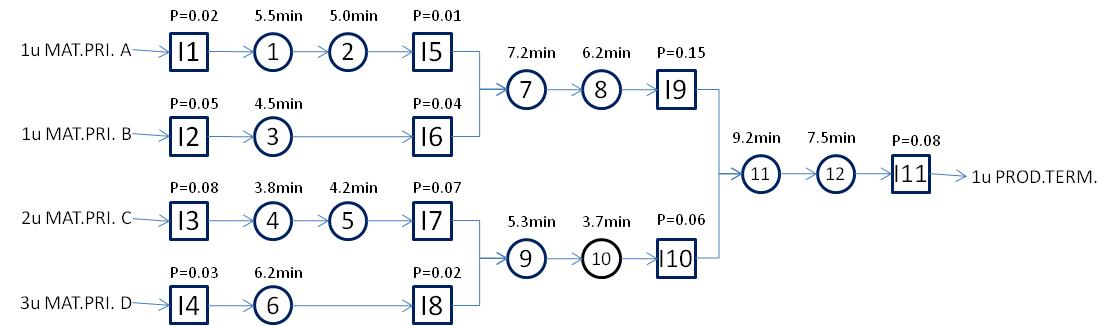 P=0.02 5.5min 5.0min P=0.01
1u MAT.PRI. A I1 1 2 I5
7.2min 6.2min P=0.15
7 8 I9
P=0.05 4.5min P=0.04
1u MAT.PRI. B I2 3 I6
9.2min 7.5min P=0.08
11 12 I11 1u PROD.TERM.
P=0.08 3.8min 4.2min P=0.07
2u MAT.PRI. C I3 4 5 I7
5.3min 3.7min P=0.06
9 10 I10
P=0.03 6.2min P=0.02
3u MAT.PRI. D I4 6 I8